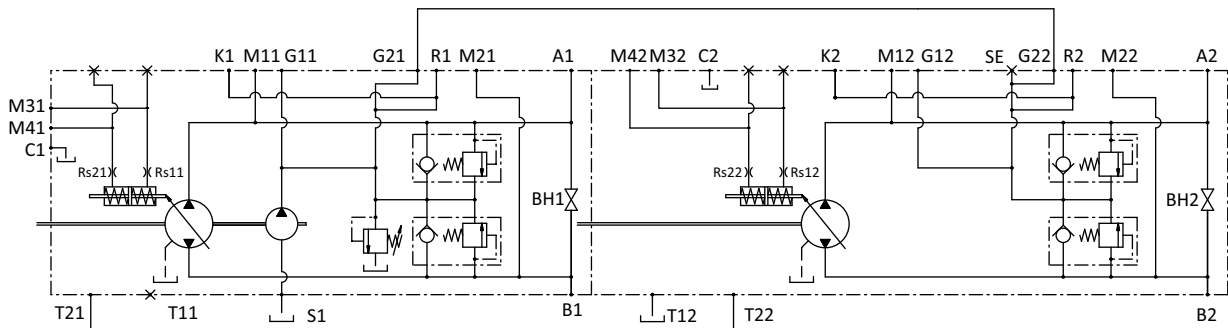 K1 M11 G11 G21 R1 M21 A1 M42 M32 C2 K2 M12 G12 SE G22 R2 M22 A2
M31
M41
C1
Rs21 Rs11 Rs22 Rs12
BH1 BH2
T21 T11 S1 B1 T12 T22 B2